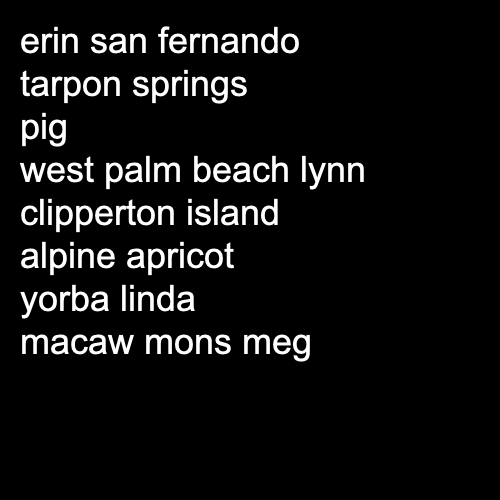 erin san fernando
tarpon springs
pig
west palm beach lynn
clipperton island
alpine apricot
yorba linda
macaw mons meg